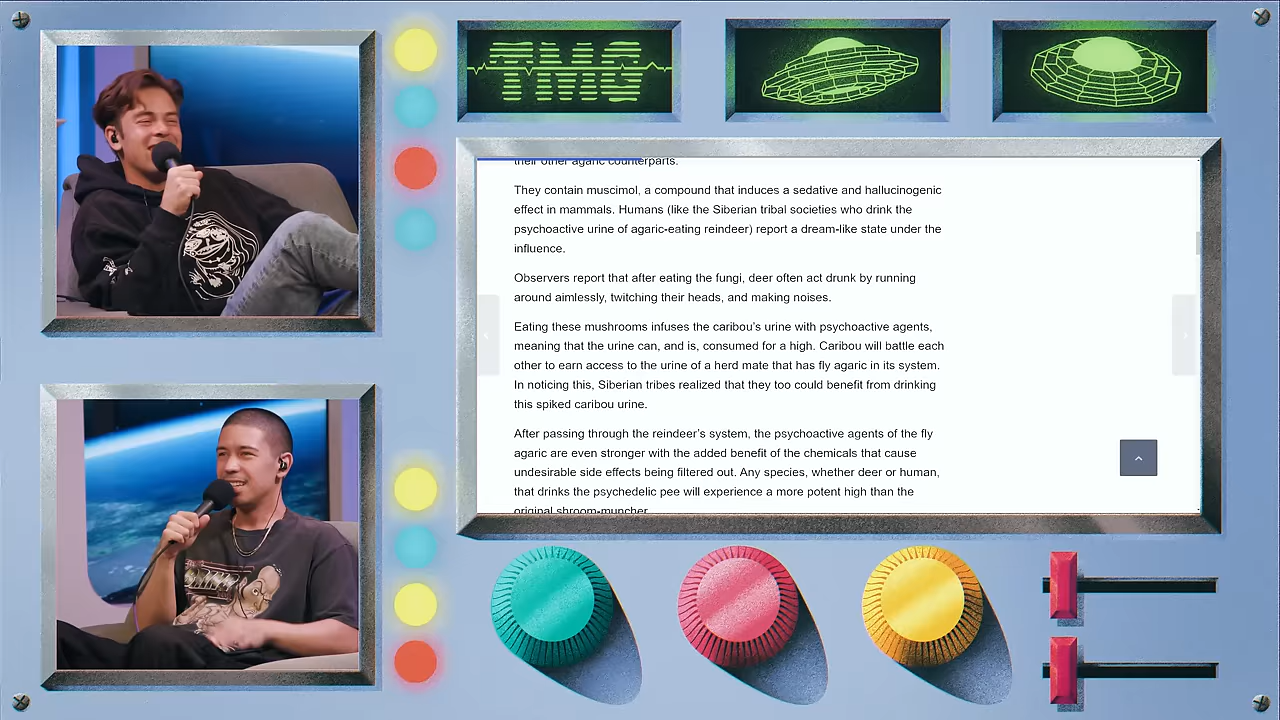 TMG
their other agaric counterparts.
They contain muscimol, a compound that induces a sedative and hallucinogenic
effect in mammals. Humans (like the Siberian tribal societies who drink the
psychoactive urine of agaric-eating reindeer) report a dream-like state under the
influence.
Observers report that after eating the fungi, deer often act drunk by running
around aimlessly, twitching their heads, and making noises.
Eating these mushrooms infuses the caribou's urine with psychoactive agents,
meaning that the urine can, and is, consumed for a high. Caribou will battle each
other to earn access to the urine of a herd mate that has fly agaric in its system.
In noticing this, Siberian tribes realized that they too could benefit from drinking
this spiked caribou urine.
After passing through the reindeer's system, the psychoactive agents of the fly
agaric are even stronger with the added benefit of the chemicals that cause
undesirable side effects being filtered out. Any species, whether deer or human,
that drinks the psychedelic pee will experience a more potent high than the
original shroom-muncher